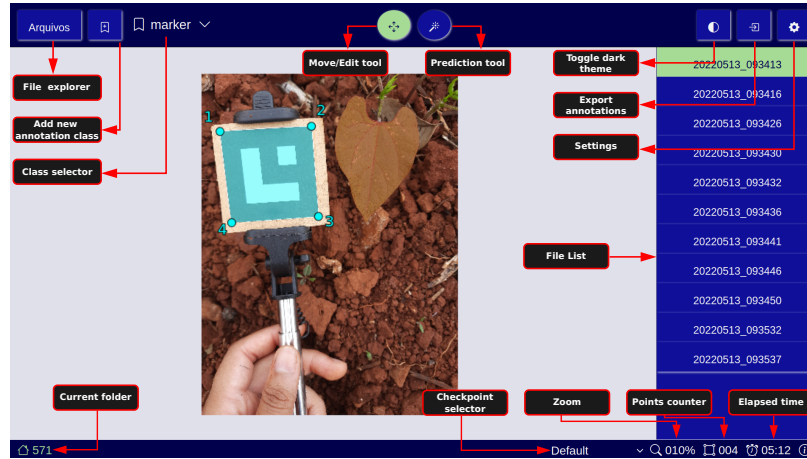 Arquivos
marker
Move/Edit tool
Prediction tool
Toggle dark
theme
20220513_093413
File explorer
20220513_093416
Export
annotations
Add new
annotation class
1
2
20220513_093426
Settings
20220513_093430
Class selector
20220513_093432
20220513_093436
3
4
20220513_093441
File List
20220513_093446
20220513_093450
20220513_093532
20220513_093537
Current folder
Checkpoint
selector
Zoom
Points counter
Elapsed time
571
Default
010%
004
05:12